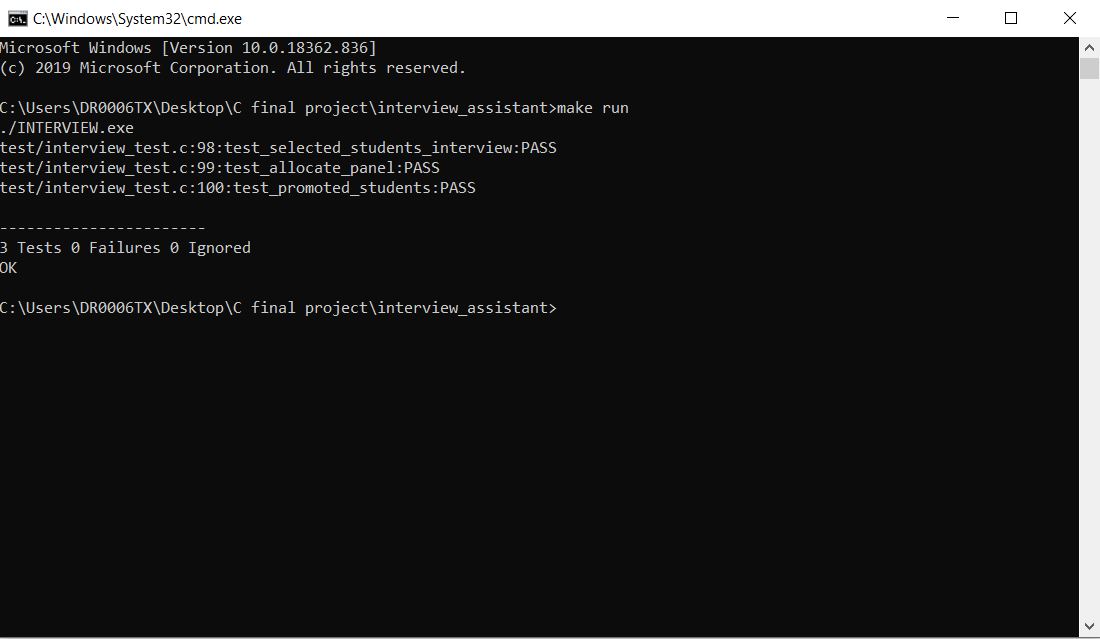 C:\Windows\System32\cmd.exe
Microsoft Windows [Version 10.0.18362.836]
(c) 2019 Microsoft Corporation. All rights reserved.
C:\Users\DR0006TX\Desktop\C final project\interview_assistant>make run
./INTERVIEW.exe
test/interview_test.c:98:test_selected_students_interview:PASS
test/interview_test.c:99:test_allocate_panel:PASS
test/interview_test.c:100:test_promoted_students:PASS
-----------------------
3 Tests 0 Failures 0 Ignored
OK
C:\Users\DR0006TX\Desktop\C final project\interview_assistant>